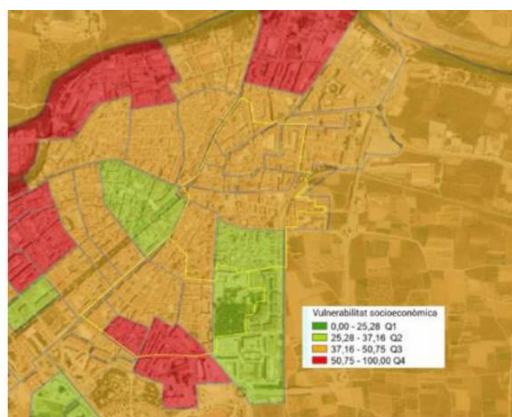 Vulnerabilitat socioeconòmica
0,00 - 25,28 Q1
25,28 - 37,16 Q2
37,16 - 50,75 Q3
50,75 - 100,00 Q4